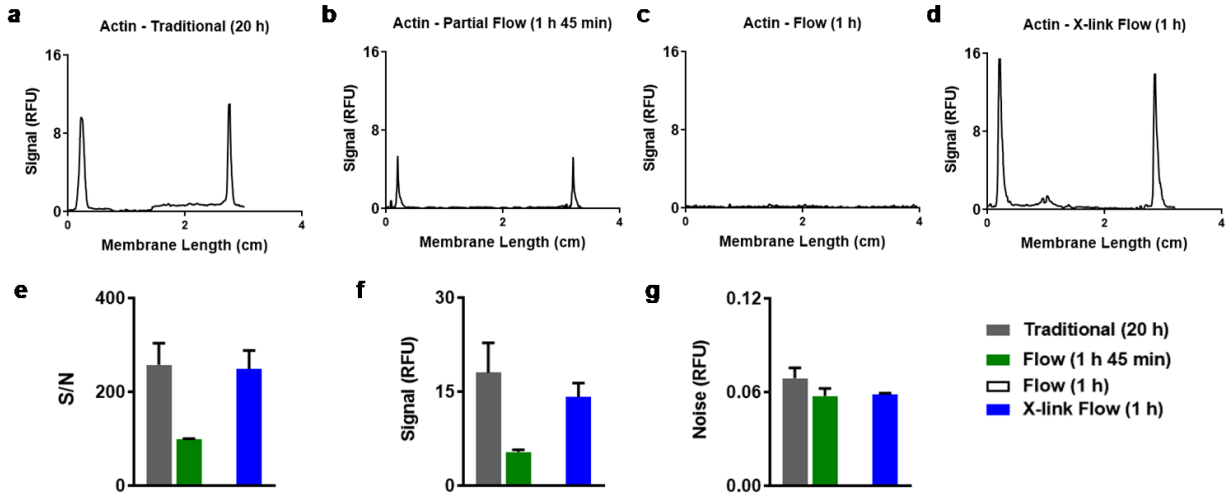 a
Actin - Traditional (20 h)
16
8
0
Signal (RFU)
0
2
4
Membrane Length (cm)
b
Actin - Partial Flow (1 h 45 min)
16
8
0
Signal (RFU)
0
2
4
Membrane Length (cm)
c
Actin - Flow (1 h)
16
8
0
Signal (RFU)
0
2
4
Membrane Length (cm)
d
Actin - X-link Flow (1 h)
16
8
0
Signal (RFU)
0
2
4
Membrane Length (cm)
e
400
200
0
S/N
f
30
15
0
Signal (RFU)
g
0.12
0.06
0.00
Noise (RFU)
Traditional (20 h)
Flow (1 h 45 min)
Flow (1 h)
X-link Flow (1 h)